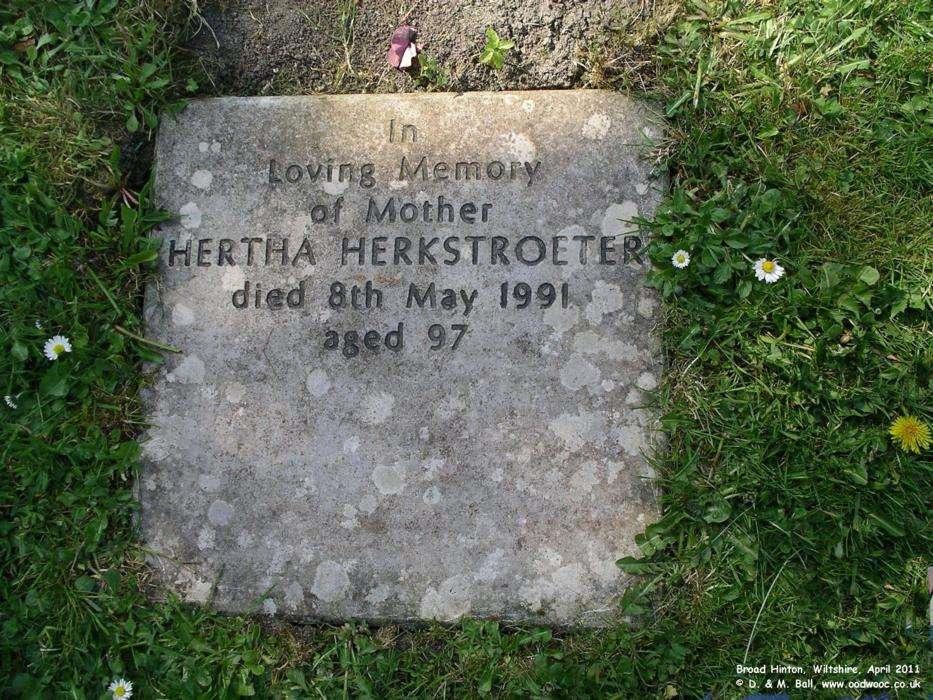 In
Loving Memory
of Mother
HERTHA HERKSTROETER
died 8th May 1991
aged 97
Broad Hinton, Wiltshire, April 2011
© D. & M. Ball, www.oodwooc.co.uk